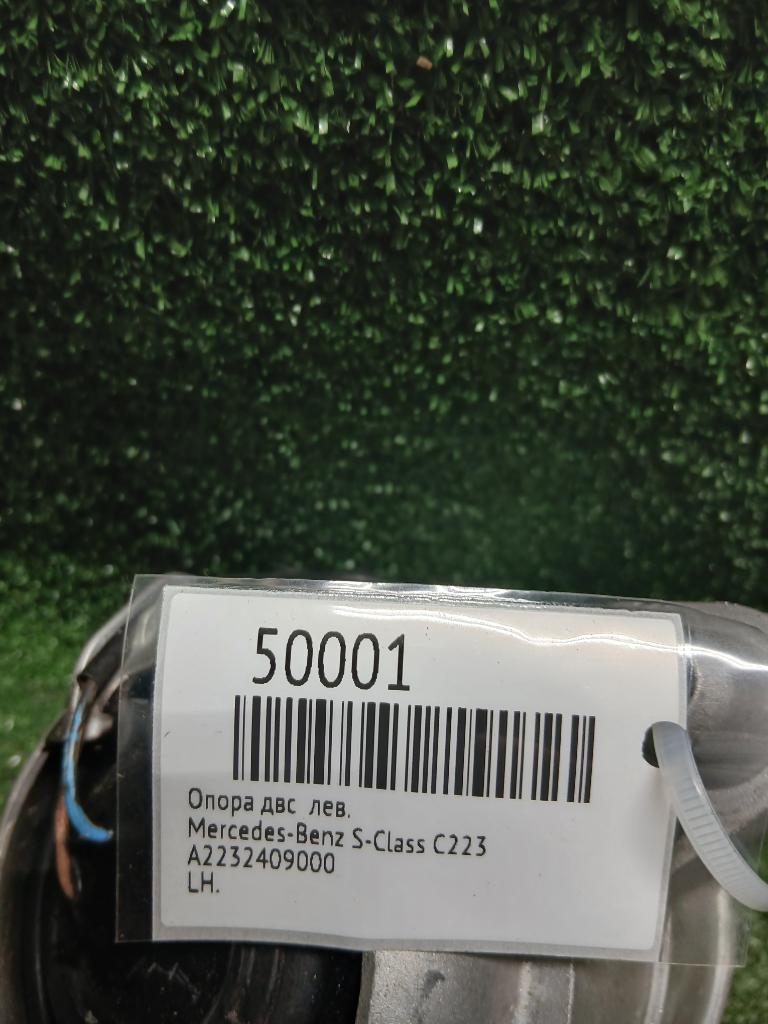 50001
Опора двс лев.
Mercedes-Benz S-Class C223
A2232409000
LH.